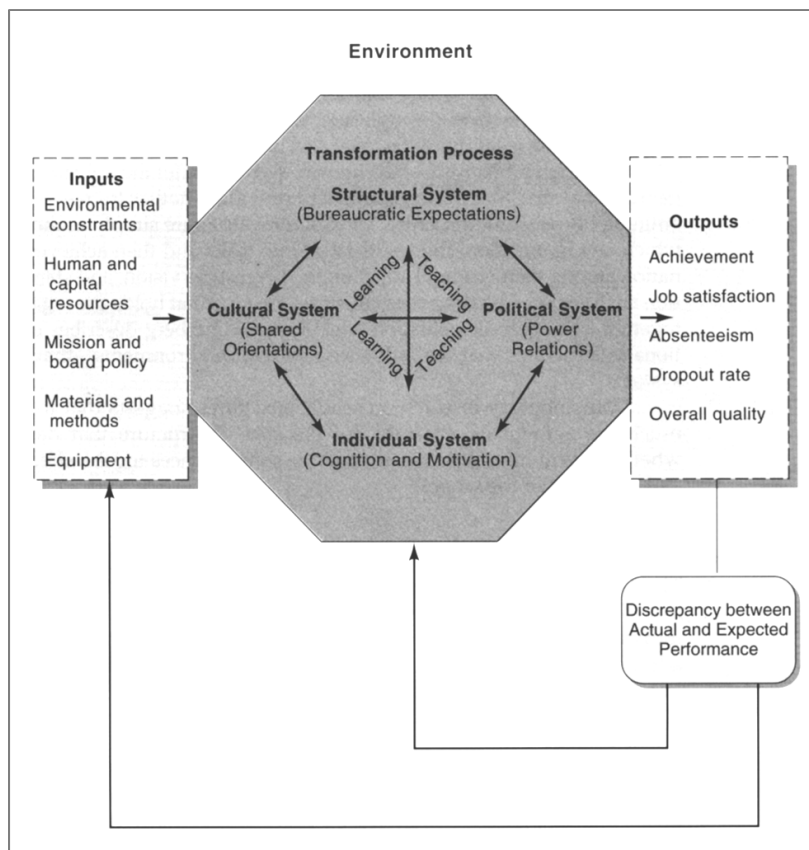 Environment
Inputs
Environmental
constraints
Human and
capital
resources
Mission and
board policy
Materials and
methods
Equipment
Transformation Process
Structural System
(Bureaucratic Expectations)
Learning
Teaching
Cultural System
(Shared
Orientations)
Political System
(Power
Relations)
Learning
Teaching
Individual System
(Cognition and Motivation)
Outputs
Achievement
Job satisfaction
Absenteeism
Dropout rate
Overall quality
Discrepancy between
Actual and Expected
Performance